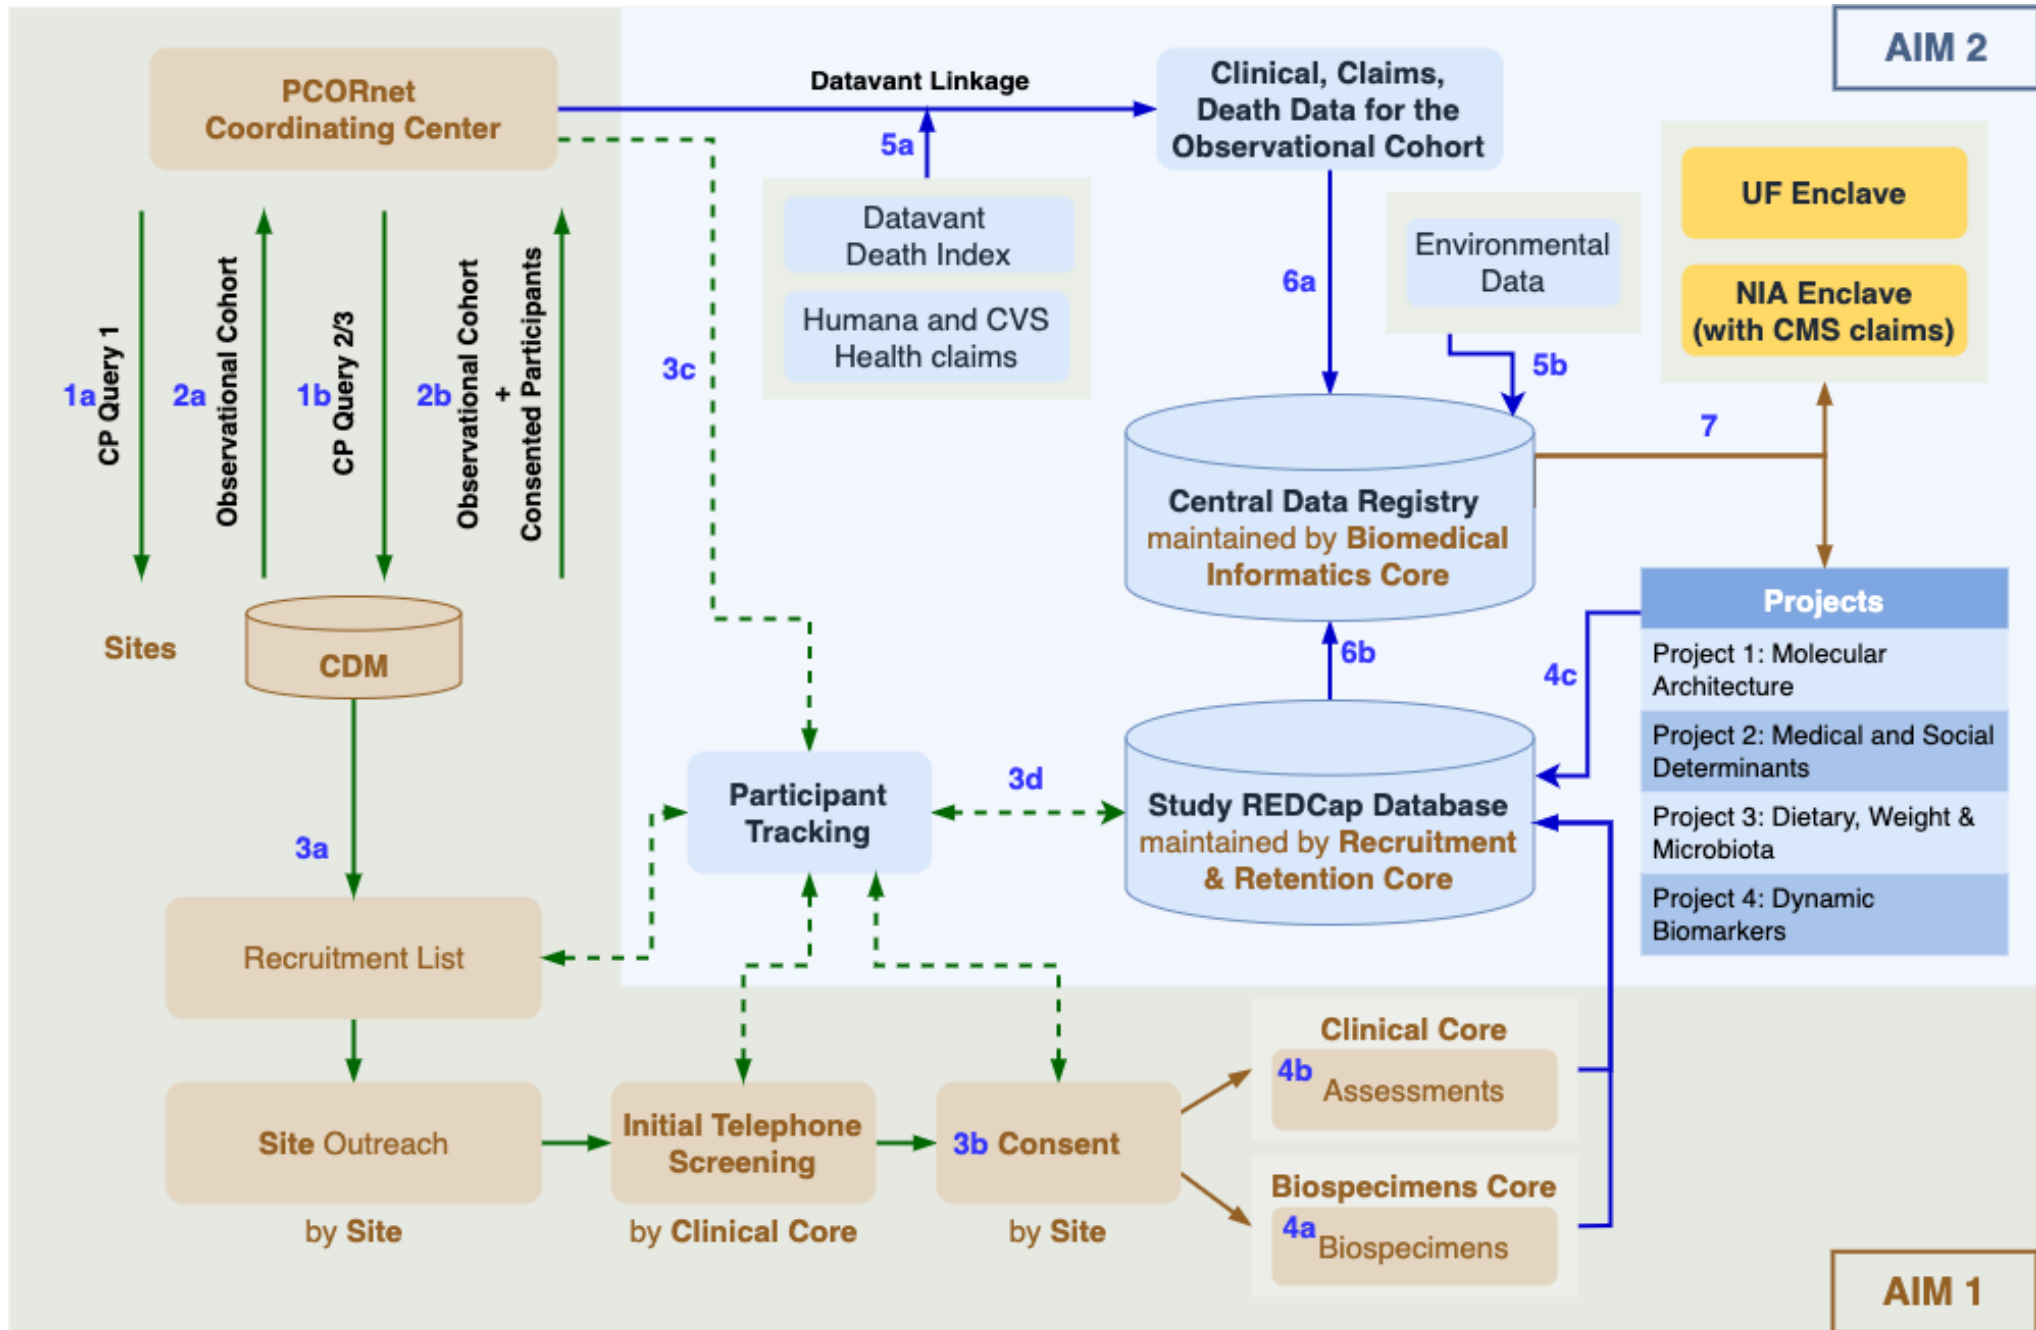 AIM 2
PCORnet
Coordinating Center
Datavant Linkage
Clinical, Claims,
Death Data for the
Observational Cohort
5a
Datavant
Death Index
Humana and CVS
Health claims
UF Enclave
NIA Enclave
(with CMS claims)
Environmental
Data
6a
5b
7
1a
CP Query 1
2a
Observational Cohort
1b
CP Query 2/3
2b
Observational Cohort
+
Consented Participants
3c
Central Data Registry
maintained by Biomedical
Informatics Core
Sites
CDM
6b
4c
Projects
Project 1: Molecular
Architecture
Project 2: Medical and Social
Determinants
Project 3: Dietary, Weight &
Microbiota
Project 4: Dynamic
Biomarkers
3a
Participant
Tracking
3d
Study REDCap Database
maintained by Recruitment
& Retention Core
Recruitment List
Site Outreach
by Site
Initial Telephone
Screening
by Clinical Core
3b Consent
by Site
Clinical Core
4b
Assessments
Biospecimens Core
4a
Biospecimens
AIM 1